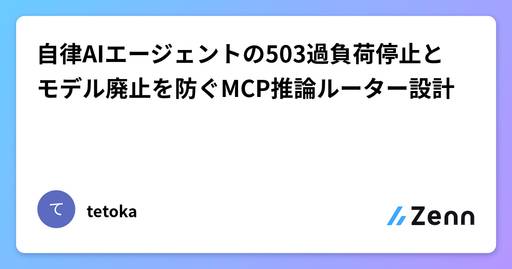 自律AIエージェントの503過負荷停止と
モデル廃止を防ぐMCP推論ルーター設計
て
tetoka
Zenn